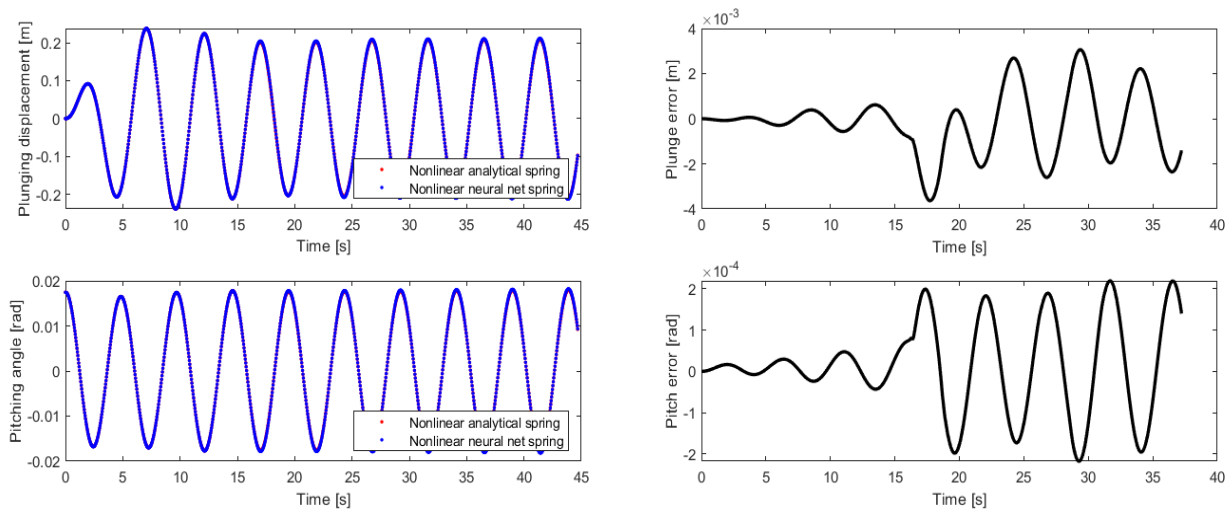 Plunging displacement [m]
0.2
0.1
0
-0.1
-0.2
Nonlinear analytical spring
Nonlinear neural net spring
0 5 10 15 20 25 30 35 40 45
Time [s]
×10-3
Plunge error [m]
4
2
0
-2
-4
0 5 10 15 20 25 30 35 40
Time [s]
Pitching angle [rad]
0.02
0.01
0
-0.01
-0.02
Nonlinear analytical spring
Nonlinear neural net spring
0 5 10 15 20 25 30 35 40 45
Time [s]
×10-4
Pitch error [rad]
2
1
0
-1
-2
0 5 10 15 20 25 30 35 40
Time [s]